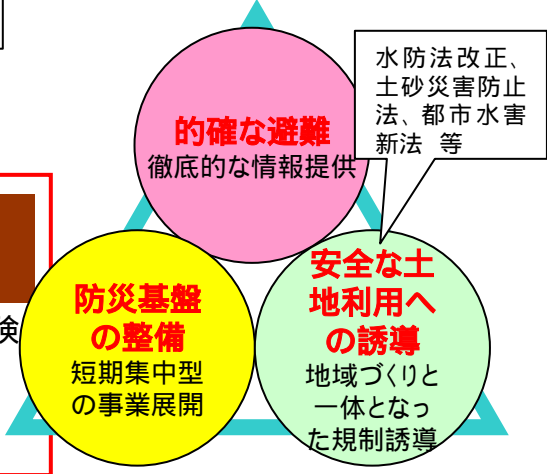 水防法改正、
土砂災害防止
法、都市水害
新法 等
的確な避難
徹底的な情報提供
防災基盤
の整備
短期集中型
の事業展開
安全な土
地利用へ
の誘導
地域づくりと
一体となっ
た規制誘導
険